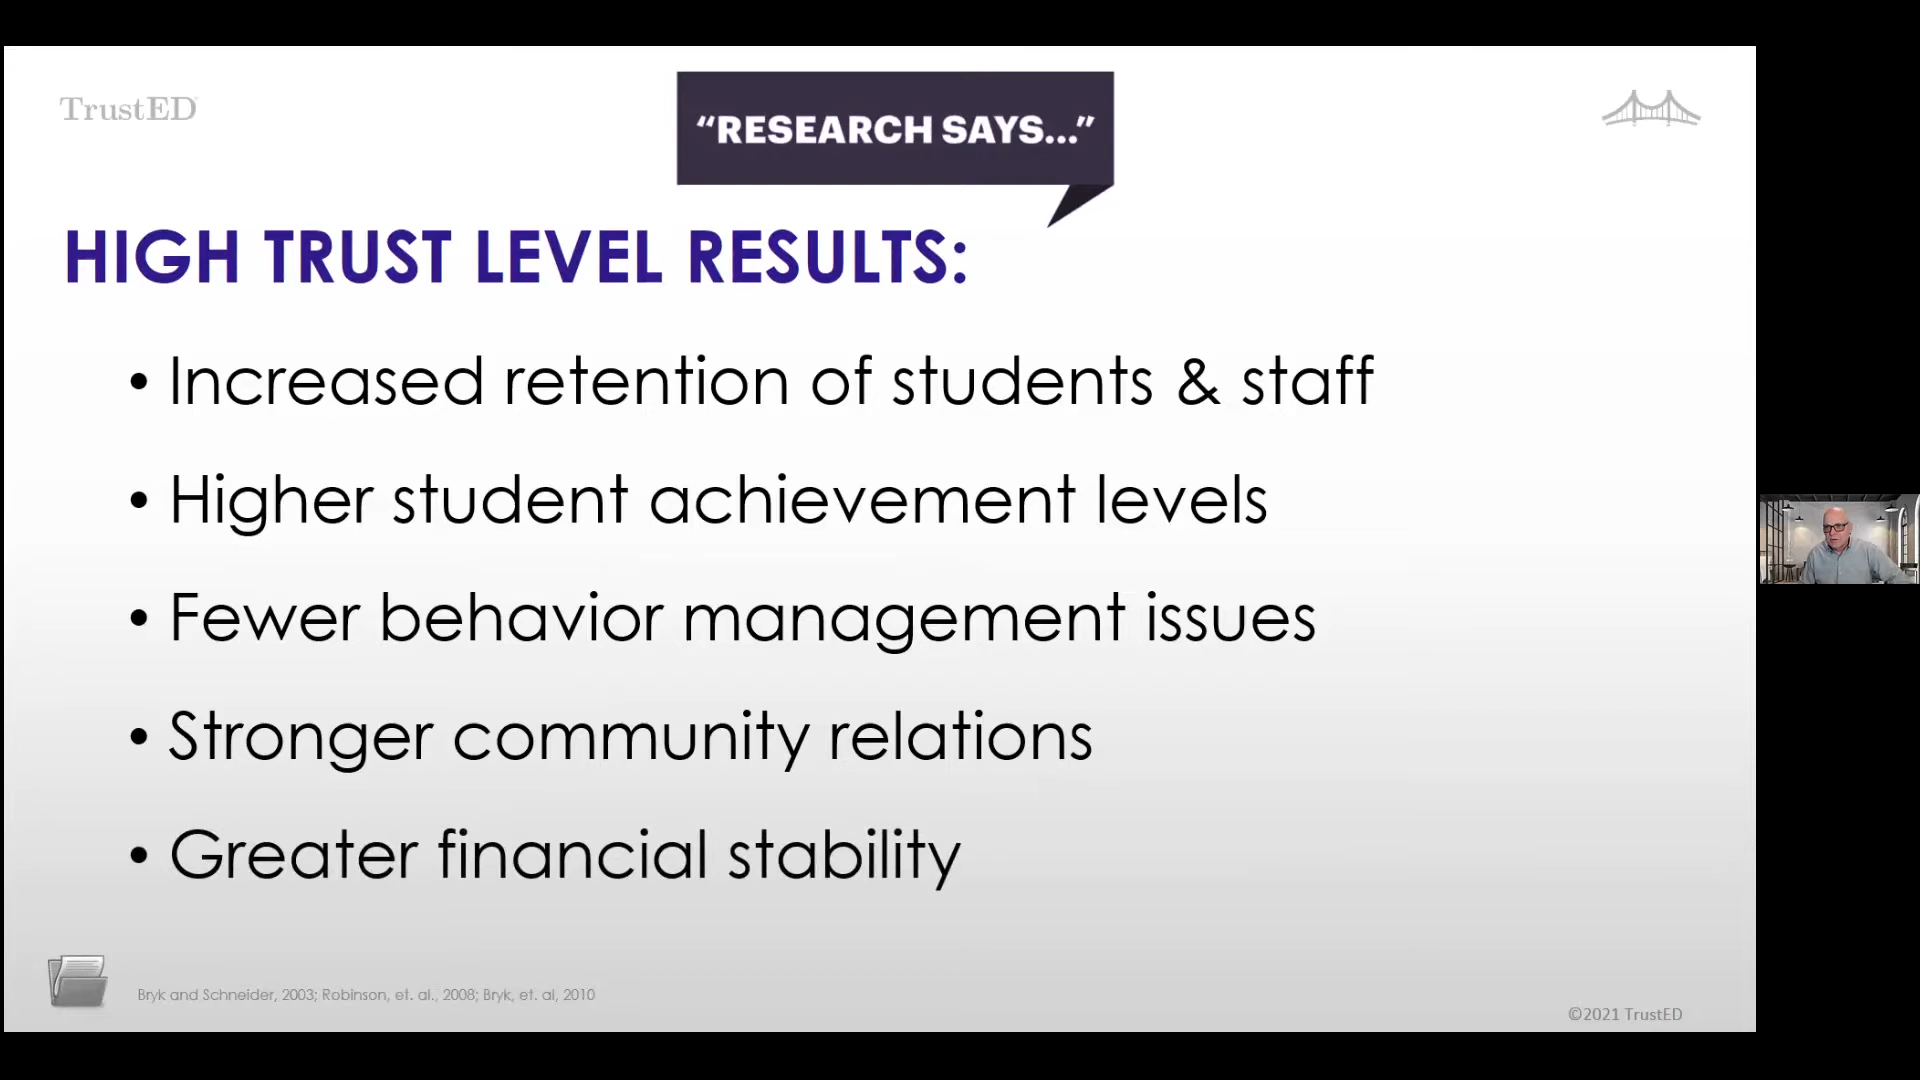 TrustED
“RESEARCH SAYS...”
HIGH TRUST LEVEL RESULTS:
• Increased retention of students & staff
• Higher student achievement levels
• Fewer behavior management issues
• Stronger community relations
• Greater financial stability
Bryk and Schneider, 2003; Robinson, et. al., 2008; Bryk, et. al, 2010
©2021 TrustED